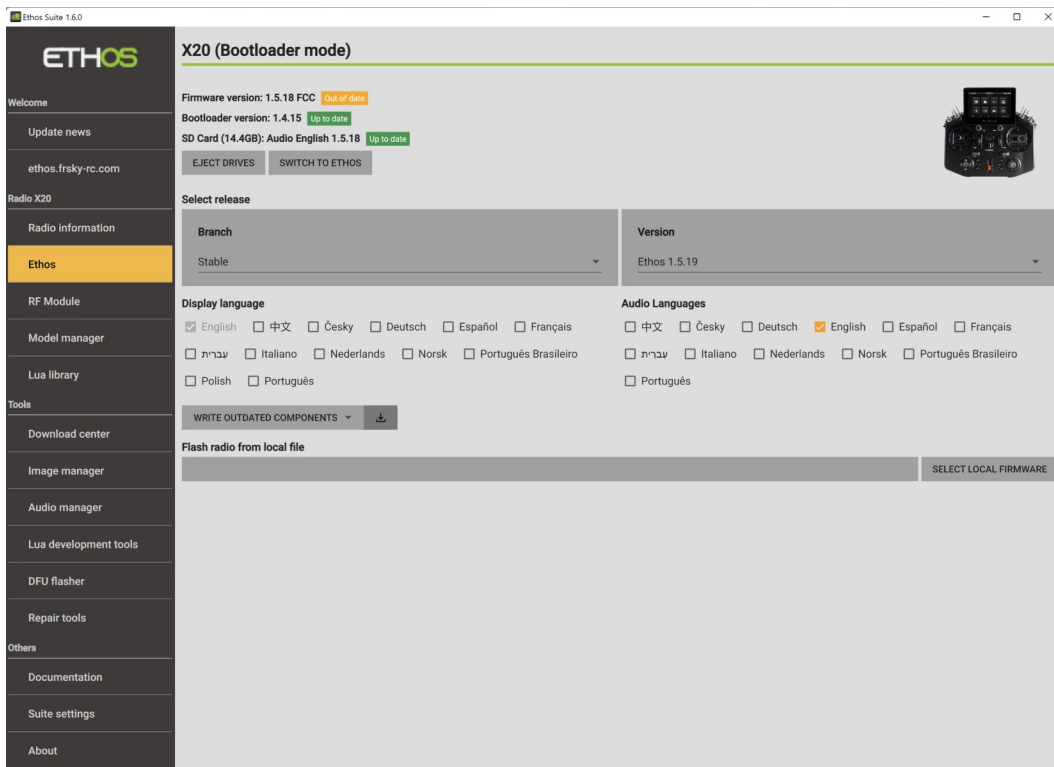 Ethos Suite 1.6.0
ETHOS
Welcome
Update news
ethos.frsky-rc.com
Radio X20
Radio information
Ethos
RF Module
Model manager
Lua library
Tools
Download center
Image manager
Audio manager
Lua development tools
DFU flasher
Repair tools
Others
Documentation
Suite settings
About
X20 (Bootloader mode)
Firmware version: 1.5.18 FCC Out of date
Bootloader version: 1.4.15 Up to date
SD Card (14.4GB): Audio English 1.5.18 Up to date
EJECT DRIVES SWITCH TO ETHOS
Select release
Branch
Stable
Version
Ethos 1.5.19
Display language
English 中文 Česky Deutsch Español Français
עברית Italiano Nederlands Norsk Português Brasileiro
Polish Português
Audio Languages
中文 Česky Deutsch English Español Français
עברית Italiano Nederlands Norsk Português Brasileiro
Português
WRITE OUTDATED COMPONENTS
Flash radio from local file
SELECT LOCAL FIRMWARE